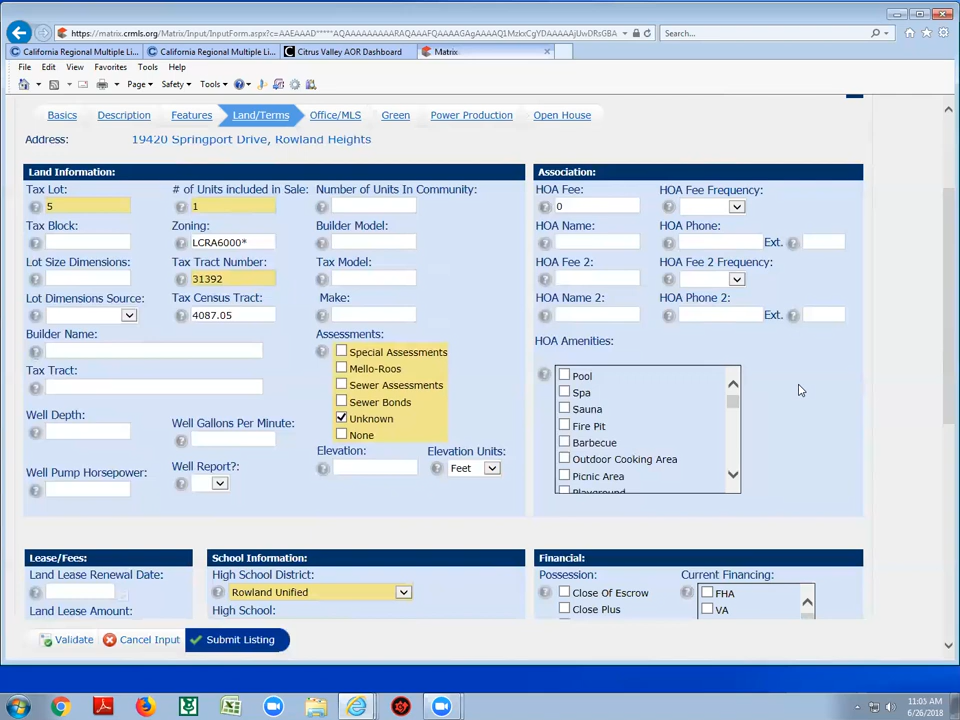 https://matrix.crmls.org/Matrix/Input/InputForm.aspx?c=
Search...
California Regional Multiple Li...
California Regional Multiple Li...
Citrus Valley AOR Dashboard
Matrix
File Edit View Favorites Tools Help
Page Safety Tools
Basics Description Features Land/Terms Office/MLS Green Power Production Open House
Address: 19420 Springport Drive, Rowland Heights
Land Information:
Tax Lot: # of Units included in Sale: Number of Units In Community:
5 1
Tax Block: Zoning: Builder Model:
LCRA6000*
Lot Size Dimensions: Tax Tract Number: Tax Model:
31392
Lot Dimensions Source: Tax Census Tract: Make:
4087.05
Builder Name: Assessments:
Special Assessments
Mello-Roos
Tax Tract:
Sewer Assessments
Sewer Bonds
Well Depth: Well Gallons Per Minute:
Unknown
None
Elevation: Elevation Units:
Feet
Well Pump Horsepower: Well Report?:
Association:
HOA Fee: HOA Fee Frequency:
0
HOA Name: HOA Phone:
Ext.
HOA Fee 2: HOA Fee 2 Frequency:
HOA Name 2: HOA Phone 2:
Ext.
HOA Amenities:
Pool
Spa
Sauna
Fire Pit
Barbecue
Outdoor Cooking Area
Picnic Area
Playground
Lease/Fees:
Land Lease Renewal Date:
Land Lease Amount:
School Information:
High School District:
Rowland Unified
High School:
Financial:
Possession: Current Financing:
Close Of Escrow FHA
Close Plus VA
Validate Cancel Input Submit Listing
11:05 AM
6/26/2018